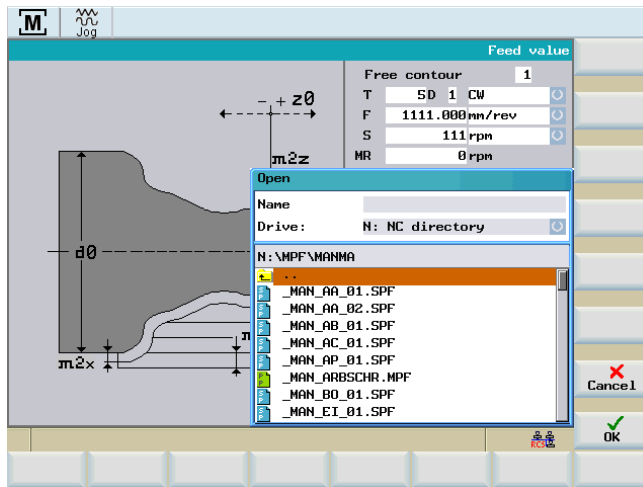 M
Jog
Feed value
Free contour 1
T 5 D 1 CW
F 1111.000 mm/rev
S 111 rpm
MR 0 rpm
- + z0
m2z
d0
m2x
Open
Name
Drive: N: NC directory
N:\MPF\MANMA
..
_MAN_AA_01.SPF
_MAN_AA_02.SPF
_MAN_AB_01.SPF
_MAN_AC_01.SPF
_MAN_AP_01.SPF
_MAN_ARBSCHR.MPF
_MAN_BO_01.SPF
_MAN_EI_01.SPF
Cancel
OK
RCS